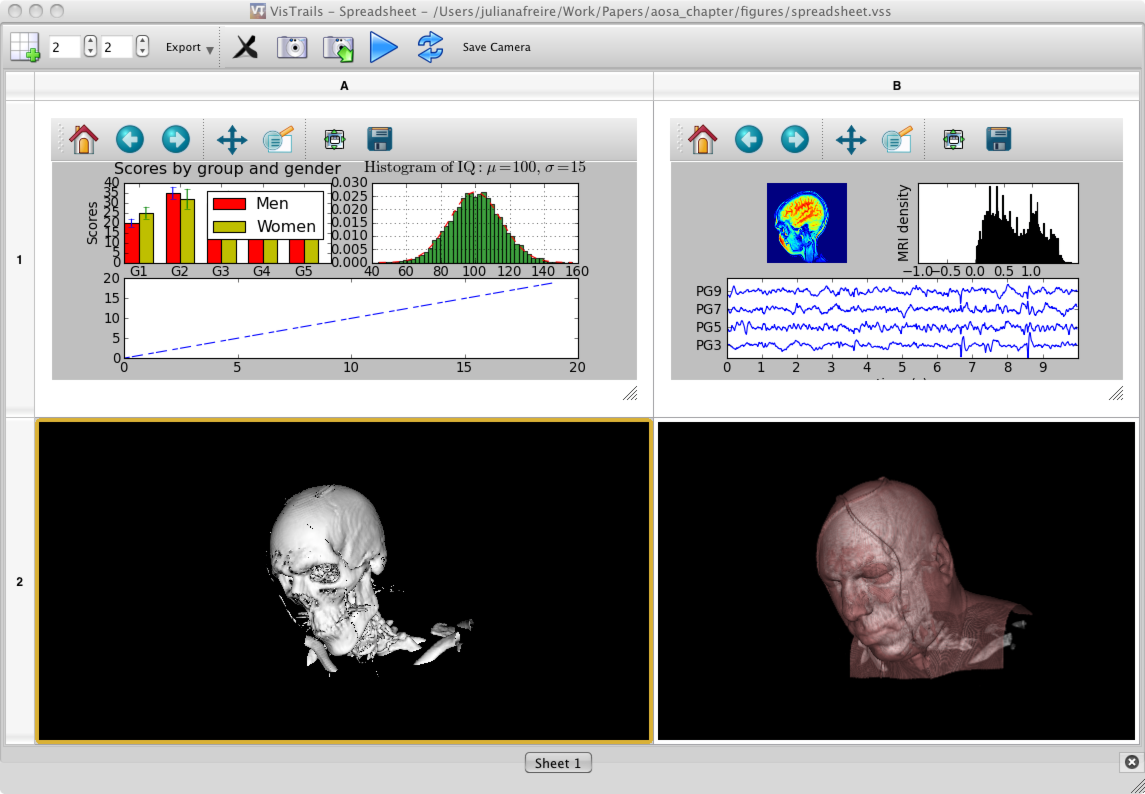 VisTrails - Spreadsheet - /Users/julianafreire/Work/Papers/aosa_chapter/figures/spreadsheet.vss
2 2 Export Save Camera
A B
1
Scores by group and gender
Scores
40
35
30
25
20
15
10
5
0
Men
Women
G1 G2 G3 G4 G5
Histogram of IQ : μ=100, σ=15
0.030
0.025
0.020
0.015
0.010
0.005
0.000
40 60 80 100 120 140 160
20
15
10
5
0
0 5 10 15 20
MRI density
−1.0 −0.5 0.0 0.5 1.0
PG9
PG7
PG5
PG3
0 1 2 3 4 5 6 7 8 9
2
Sheet 1